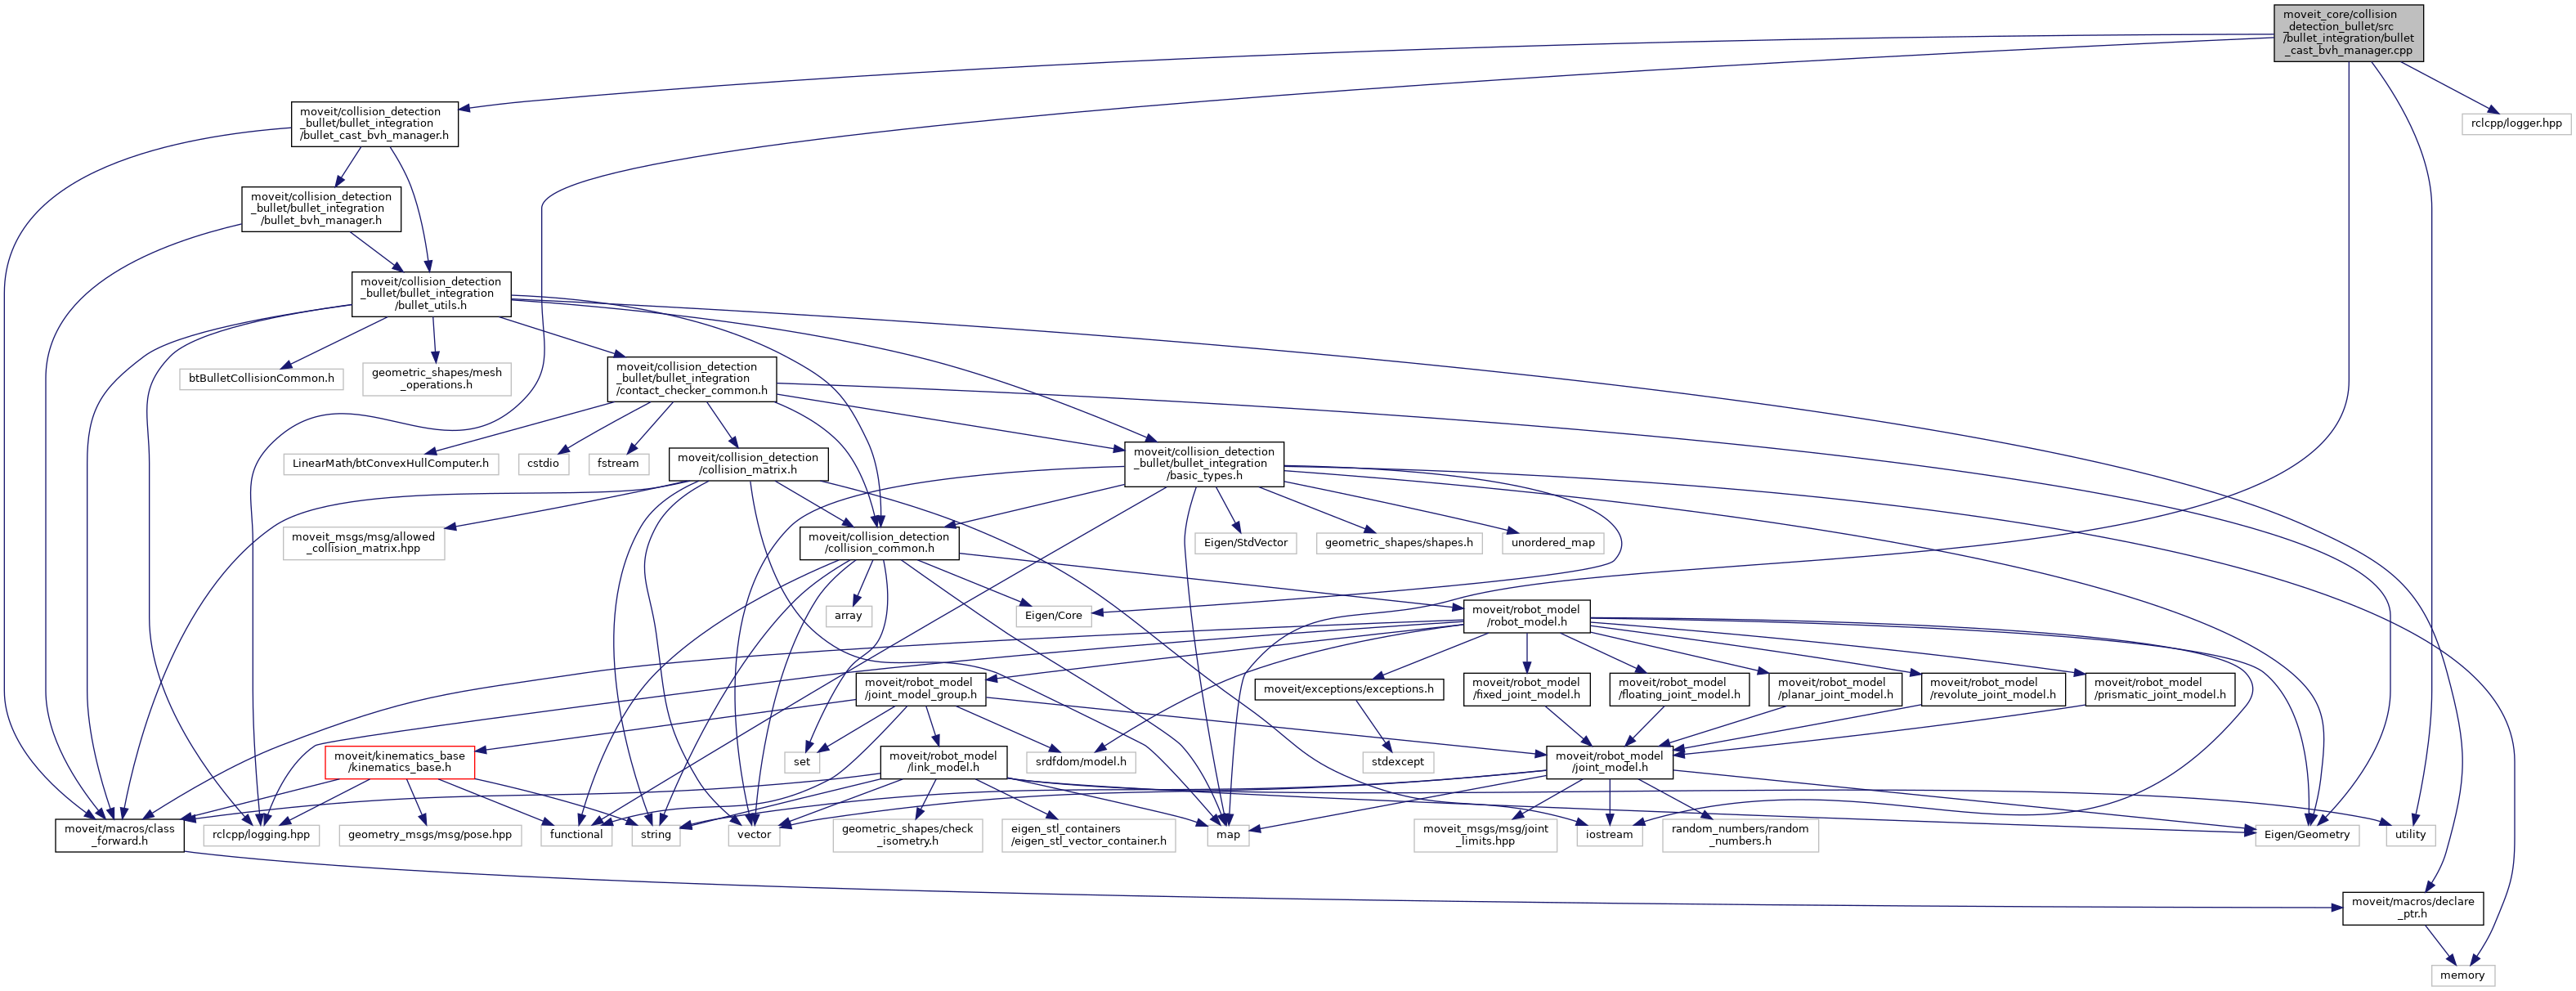 moveit_core/collision
_detection_bullet/src
/bullet_integration/bullet
_cast_bvh_manager.cpp
moveit/collision_detection
_bullet/bullet_integration
/bullet_cast_bvh_manager.h
rclcpp/logger.hpp
moveit/collision_detection
_bullet/bullet_integration
/bullet_bvh_manager.h
moveit/collision_detection
_bullet/bullet_integration
/bullet_utils.h
btBulletCollisionCommon.h
geometric_shapes/mesh
_operations.h
moveit/collision_detection
_bullet/bullet_integration
/contact_checker_common.h
LinearMath/btConvexHullComputer.h
cstdio
fstream
moveit/collision_detection
/collision_matrix.h
moveit/collision_detection
_bullet/bullet_integration
/basic_types.h
moveit_msgs/msg/allowed
_collision_matrix.hpp
moveit/collision_detection
/collision_common.h
Eigen/StdVector
geometric_shapes/shapes.h
unordered_map
array
Eigen/Core
moveit/robot_model
/robot_model.h
moveit/robot_model
/joint_model_group.h
moveit/exceptions/exceptions.h
moveit/robot_model
/fixed_joint_model.h
moveit/robot_model
/floating_joint_model.h
moveit/robot_model
/planar_joint_model.h
moveit/robot_model
/revolute_joint_model.h
moveit/robot_model
/prismatic_joint_model.h
moveit/kinematics_base
/kinematics_base.h
set
moveit/robot_model
/link_model.h
srdfdom/model.h
stdexcept
moveit/robot_model
/joint_model.h
moveit/macros/class
_forward.h
rclcpp/logging.hpp
geometry_msgs/msg/pose.hpp
functional
string
vector
geometric_shapes/check
_isometry.h
eigen_stl_containers
/eigen_stl_vector_container.h
map
moveit_msgs/msg/joint
_limits.hpp
iostream
random_numbers/random
_numbers.h
Eigen/Geometry
utility
moveit/macros/declare
_ptr.h
memory